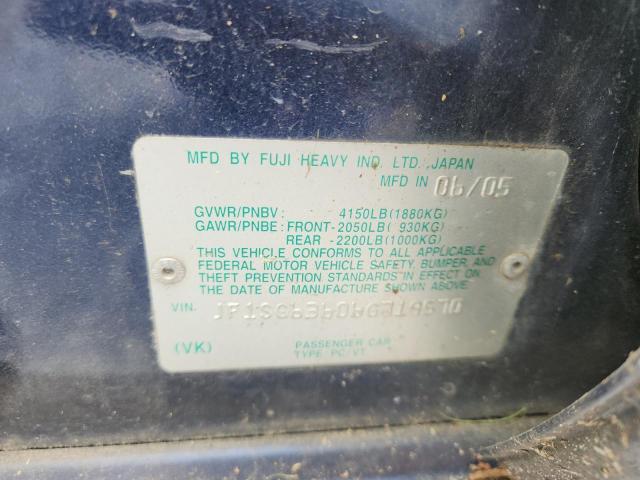 MFD BY FUJI HEAVY IND. LTD. JAPAN
MFD IN 06/05
GVWR/PNBV: 4150LB(1880KG)
GAWR/PNBE: FRONT-2050LB( 930KG)
REAR -2200LB(1000KG)
THIS VEHICLE CONFORMS TO ALL APPLICABLE
FEDERAL MOTOR VEHICLE SAFETY, BUMPER AND
THEFT PREVENTION STANDARDS IN EFFECT ON
THE DATE OF MANUFACTURE SHOWN ABOVE.
VIN.
(VK) PASSENGER CAR
TYPE PC/VT